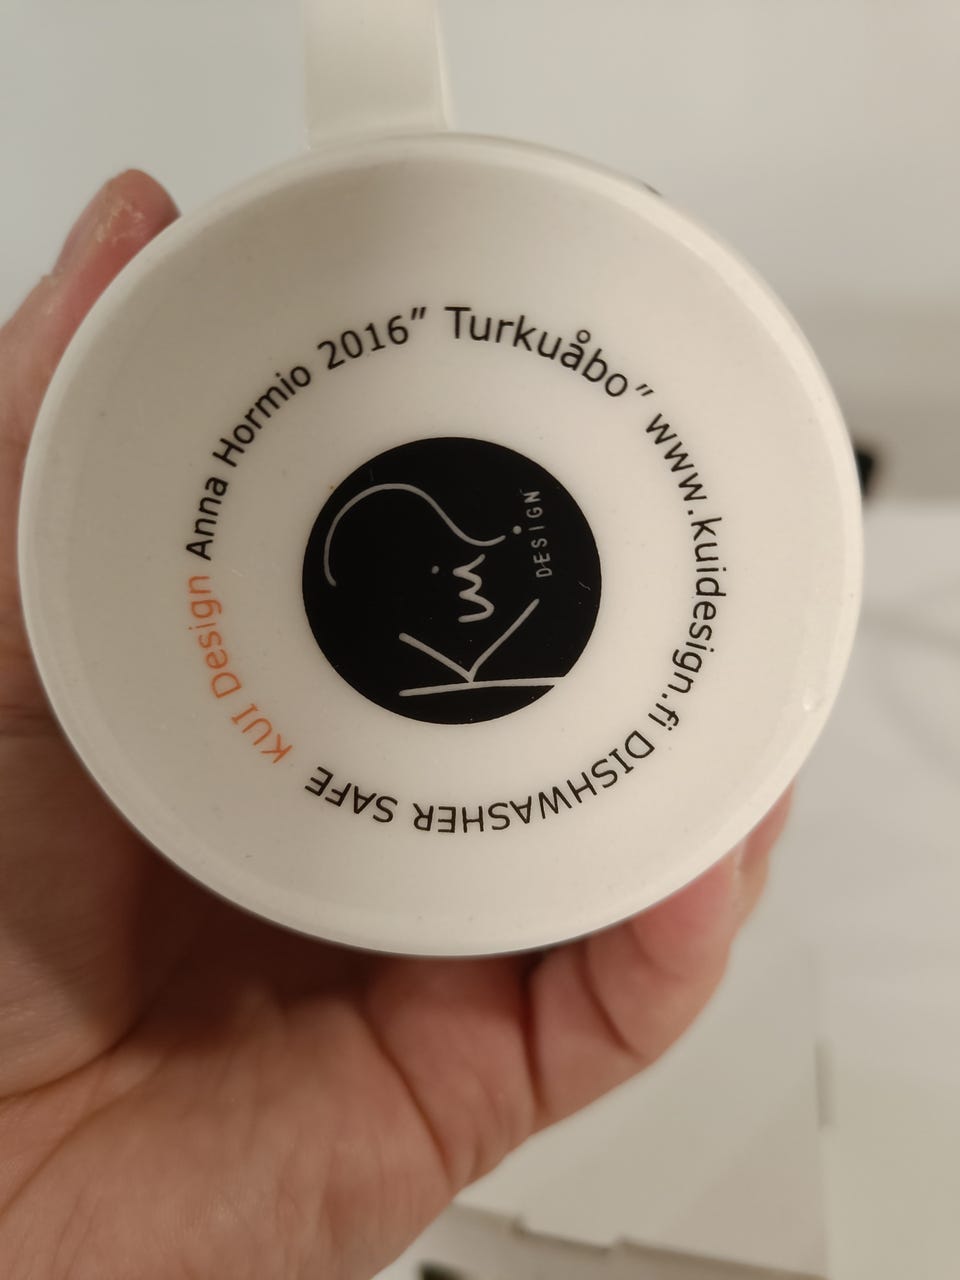 KUI Design Anna Hormio 2016" Turkuåbo" www.kuidesign.fi DISHWASHER SAFE
Kui?
DESIGN